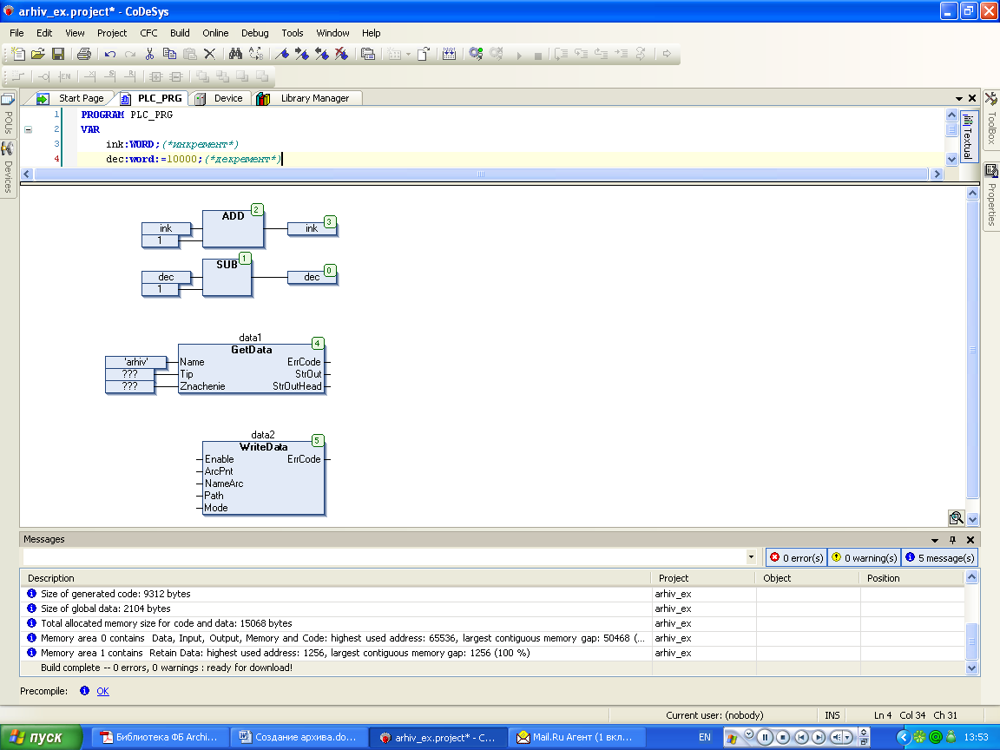 arhiv_ex.project* - CoDeSys
File Edit View Project CFC Build Online Debug Tools Window Help
Start Page PLC_PRG Device Library Manager
POUs
Devices
ToolBox
Properties
Textual
1 PROGRAM PLC_PRG
2 VAR
3 ink:WORD;(*инкремент*)
4 dec:word:=10000;(*декремент*)
ADD 2
ink ink 3
1
SUB 1
dec dec 0
1
data1
GetData 4
'arhiv' Name ErrCode
??? Tip StrOut
??? Znachenie StrOutHead
data2
WriteData 5
Enable ErrCode
ArcPnt
NameArc
Path
Mode
Messages
0 error(s) 0 warning(s) 5 message(s)
Description Project Object Position
Size of generated code: 9312 bytes arhiv_ex
Size of global data: 2104 bytes arhiv_ex
Total allocated memory size for code and data: 15068 bytes arhiv_ex
Memory area 0 contains Data, Input, Output, Memory and Code: highest used address: 65536, largest contiguous memory gap: 50468 (... arhiv_ex
Memory area 1 contains Retain Data: highest used address: 1256, largest contiguous memory gap: 1256 (100 %) arhiv_ex
Build complete -- 0 errors, 0 warnings : ready for download!
Precompile: OK
Current user: (nobody) INS Ln 4 Col 34 Ch 31
пуск Библиотека ФБ Archi... Создание архива.do... arhiv_ex.project* - C... Mail.Ru Агент (1 вкл... EN 13:53